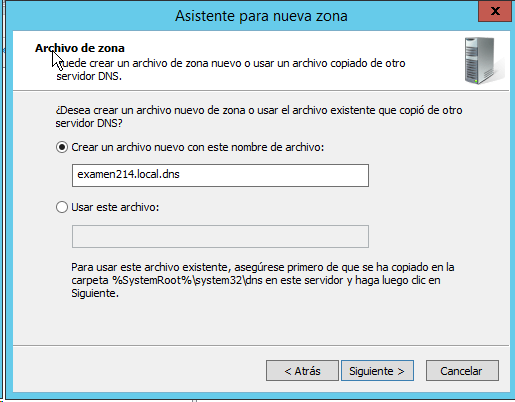 Asistente para nueva zona
x
Archivo de zona
Puede crear un archivo de zona nuevo o usar un archivo copiado de otro
servidor DNS.
¿Desea crear un archivo nuevo de zona o usar el archivo existente que copió de otro
servidor DNS?
Crear un archivo nuevo con este nombre de archivo:
examen214.local.dns
Usar este archivo:
Para usar este archivo existente, asegúrese primero de que se ha copiado en la
carpeta %SystemRoot%\system32\dns en este servidor y haga luego clic en
Siguiente.
< Atrás
Siguiente >
Cancelar